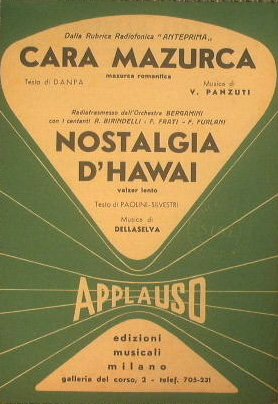 Dalla Rubrica Radiofonica "ANTEPRIMA„
CARA MAZURCA
mazurca romantica
Testo di DANPA
Musica di
V. PANZUTI
Radiotrasmesso dall'Orchestra BERGAMINI
con i cantanti R. BIRINDELLI - F. FRATI - F. FURLANI
NOSTALGIA
D'HAWAI
valzer lento
Testo di PAOLINI-SILVESTRI
Musica di
DELLASELVA
APPLAUSO
edizioni
musicali
milano
galleria del corso, 2 - telef. 705-231